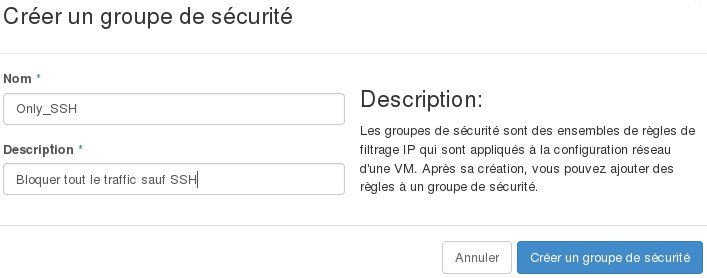 Créer un groupe de sécurité
Nom *
Only_SSH
Description *
Bloquer tout le traffic sauf SSH
Description:
Les groupes de sécurité sont des ensembles de règles de
filtrage IP qui sont appliqués à la configuration réseau
d'une VM. Après sa création, vous pouvez ajouter des
règles à un groupe de sécurité.
Annuler
Créer un groupe de sécurité